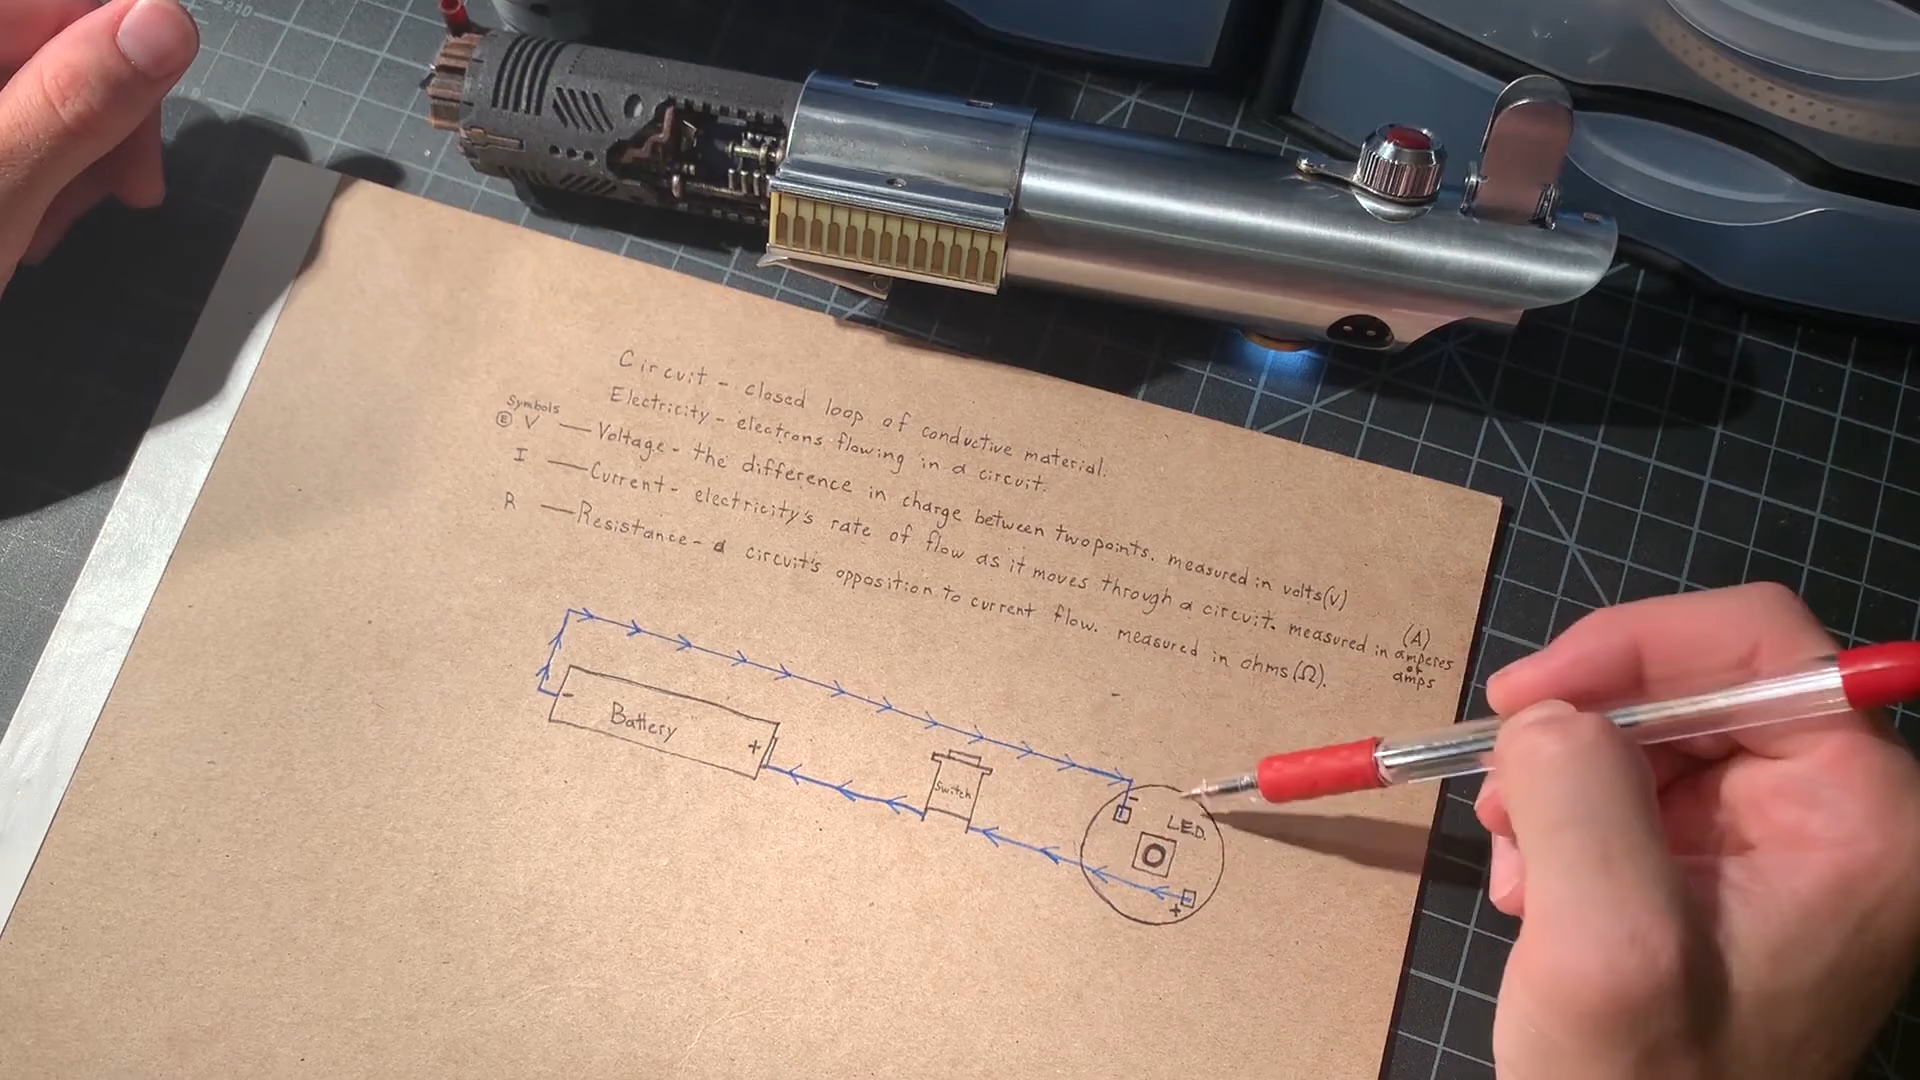 Circuit - closed loop of conductive material.
Electricity - electrons flowing in a circuit.
Symbols
Ⓔ V — Voltage - the difference in charge between two points. measured in volts(v)
I — Current - electricity's rate of flow as it moves through a circuit. measured in amperes or amps (A)
R — Resistance - a circuit's opposition to current flow. measured in ohms (Ω).
- Battery +
Switch
-
L.E.D.
+